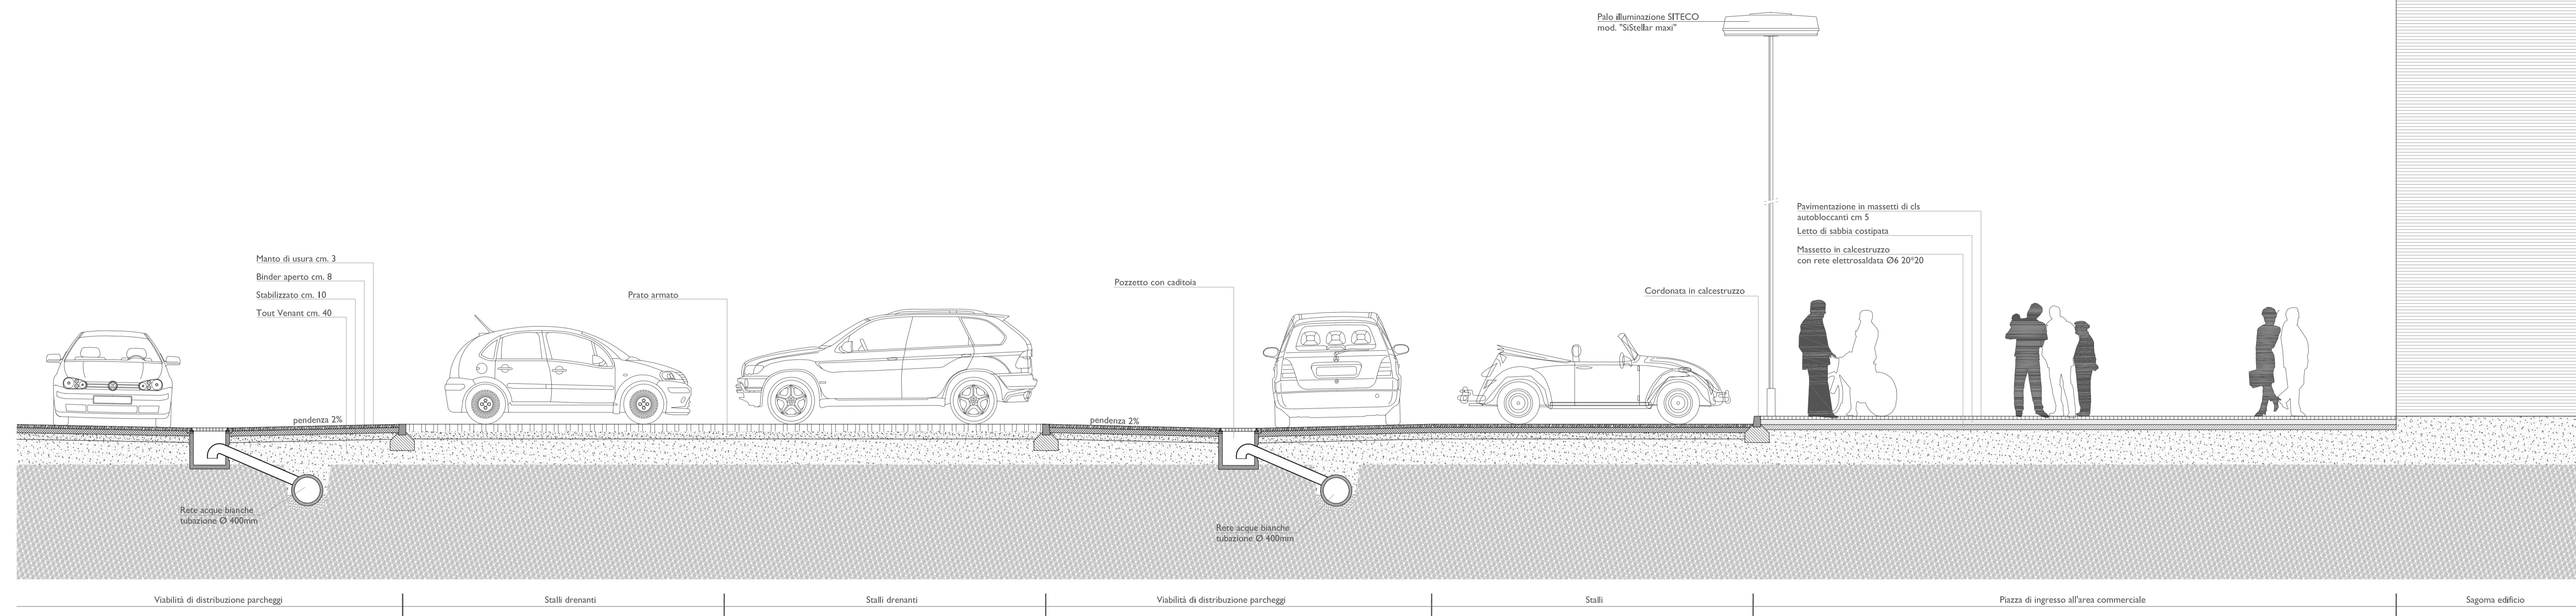 Palo illuminazione SITECO
mod. "SiStellar maxi"
Pavimentazione in massetti di cls
autobloccanti cm 5
Letto di sabbia costipata
Massetto in calcestruzzo
con rete elettrosaldata Ø6 20*20
Manto di usura cm. 3
Binder aperto cm. 8
Stabilizzato cm. 10
Tout Venant cm. 40
Prato armato
Pozzetto con caditoia
Cordonata in calcestruzzo
pendenza 2%
pendenza 2%
Rete acque bianche
tubazione Ø 400mm
Rete acque bianche
tubazione Ø 400mm
Viabilità di distribuzione parcheggi
Stalli drenanti
Stalli drenanti
Viabilità di distribuzione parcheggi
Stalli
Piazza di ingresso all'area commerciale
Sagoma edificio